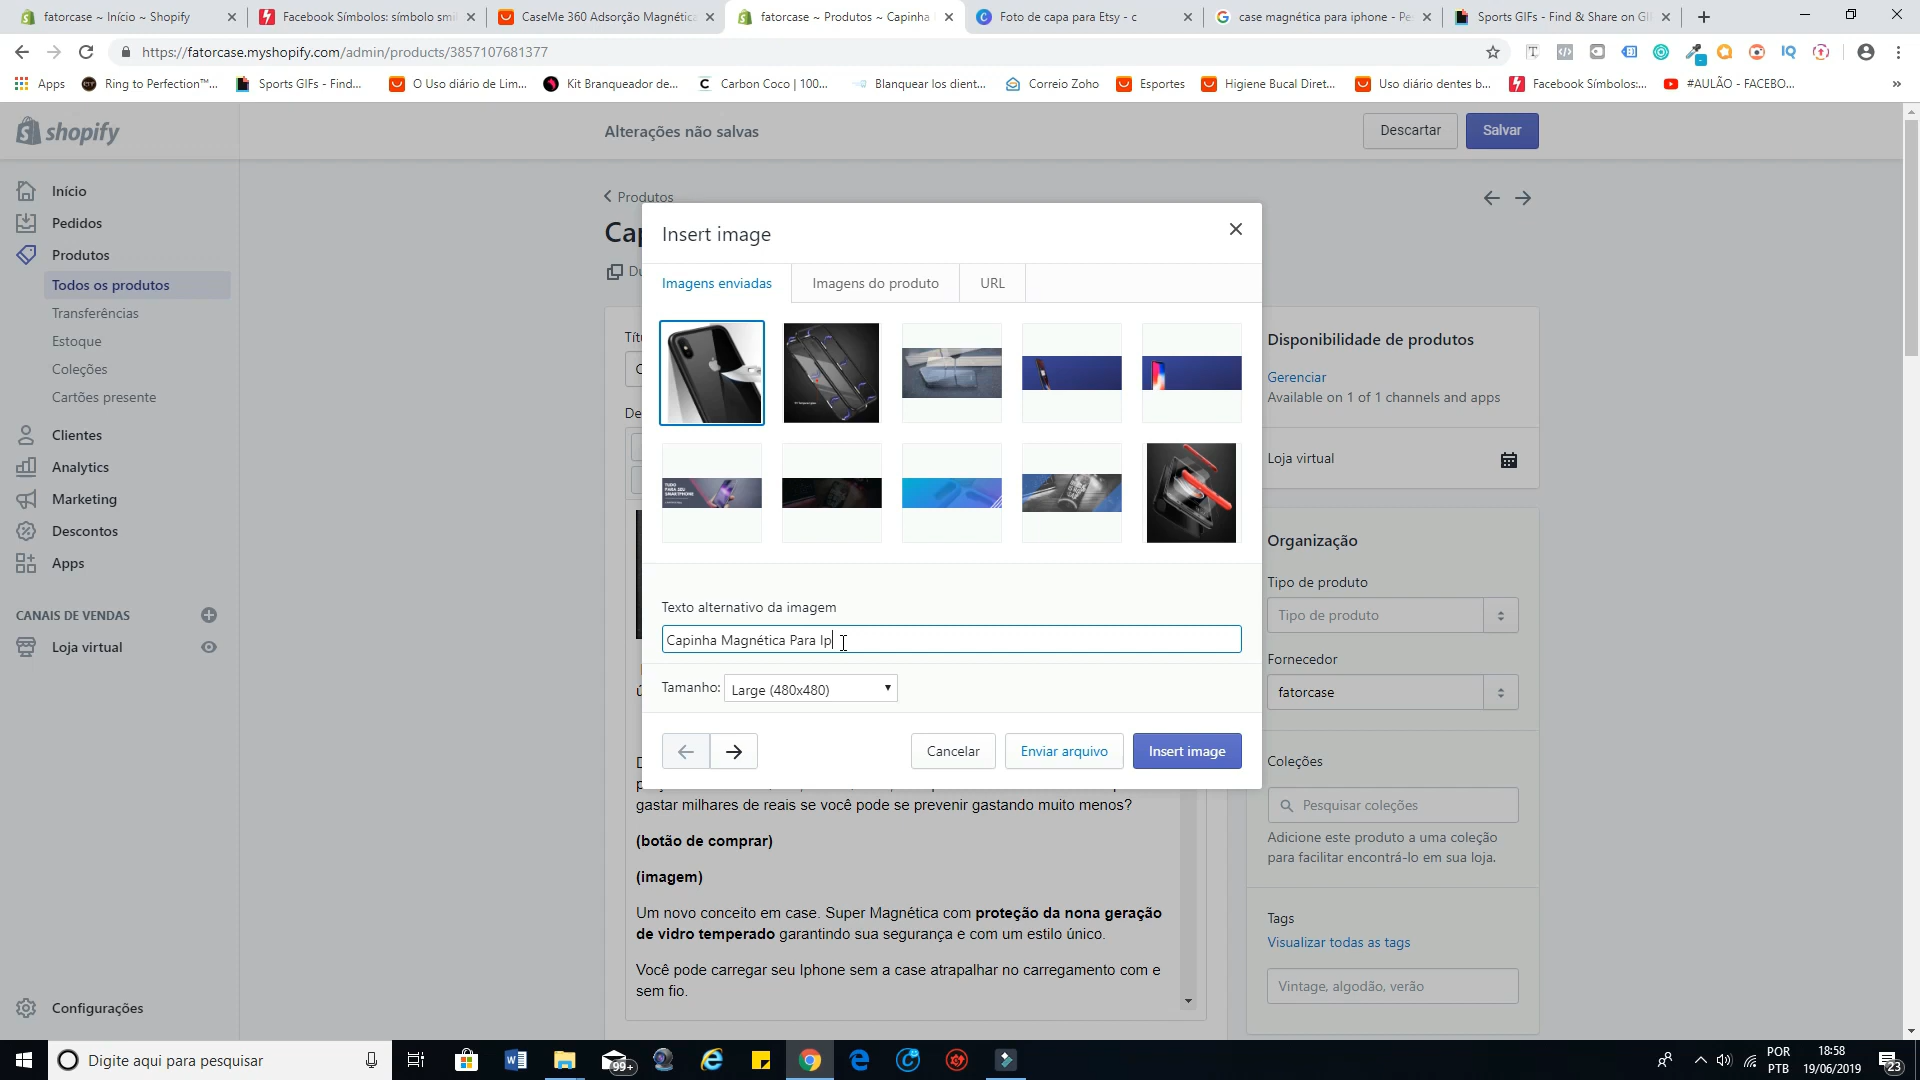 fatorcase ~ Início ~ Shopify
Facebook Símbolos: símbolo smi
CaseMe 360 Adsorção Magnética
fatorcase ~ Produtos ~ Capinha
Foto de capa para Etsy - c
case magnética para iphone - Pe
Sports GIFs - Find & Share on GI
https://fatorcase.myshopify.com/admin/products/3857107681377
Apps
Ring to Perfection™...
Sports GIFs - Find...
O Uso diário de Lim...
Kit Branqueador de...
Carbon Coco | 100...
Blanquear los dient...
Correio Zoho
Esportes
Higiene Bucal Diret...
Uso diário dentes b...
Facebook Símbolos:...
#AULÃO - FACEBO...
shopify
Alterações não salvas
Descartar
Salvar
Início
Pedidos
Produtos
Todos os produtos
Transferências
Estoque
Coleções
Cartões presente
Clientes
Analytics
Marketing
Descontos
Apps
CANAIS DE VENDAS
Loja virtual
Configurações
Produtos
Cap
Du
Títu
De
Insert image
Imagens enviadas
Imagens do produto
URL
TUDO
PARA SEU
SMARTPHONE
Texto alternativo da imagem
Capinha Magnética Para Ip
Tamanho:
Large (480x480)
Cancelar
Enviar arquivo
Insert image
gastar milhares de reais se você pode se prevenir gastando muito menos?
(botão de comprar)
(imagem)
Um novo conceito em case. Super Magnética com proteção da nona geração
de vidro temperado garantindo sua segurança e com um estilo único.
Você pode carregar seu Iphone sem a case atrapalhar no carregamento com e
sem fio.
Disponibilidade de produtos
Gerenciar
Available on 1 of 1 channels and apps
Loja virtual
Organização
Tipo de produto
Tipo de produto
Fornecedor
fatorcase
Coleções
Pesquisar coleções
Adicione este produto a uma coleção
para facilitar encontrá-lo em sua loja.
Tags
Visualizar todas as tags
Vintage, algodão, verão
Digite aqui para pesquisar
99+
POR
PTB
18:58
19/06/2019
23